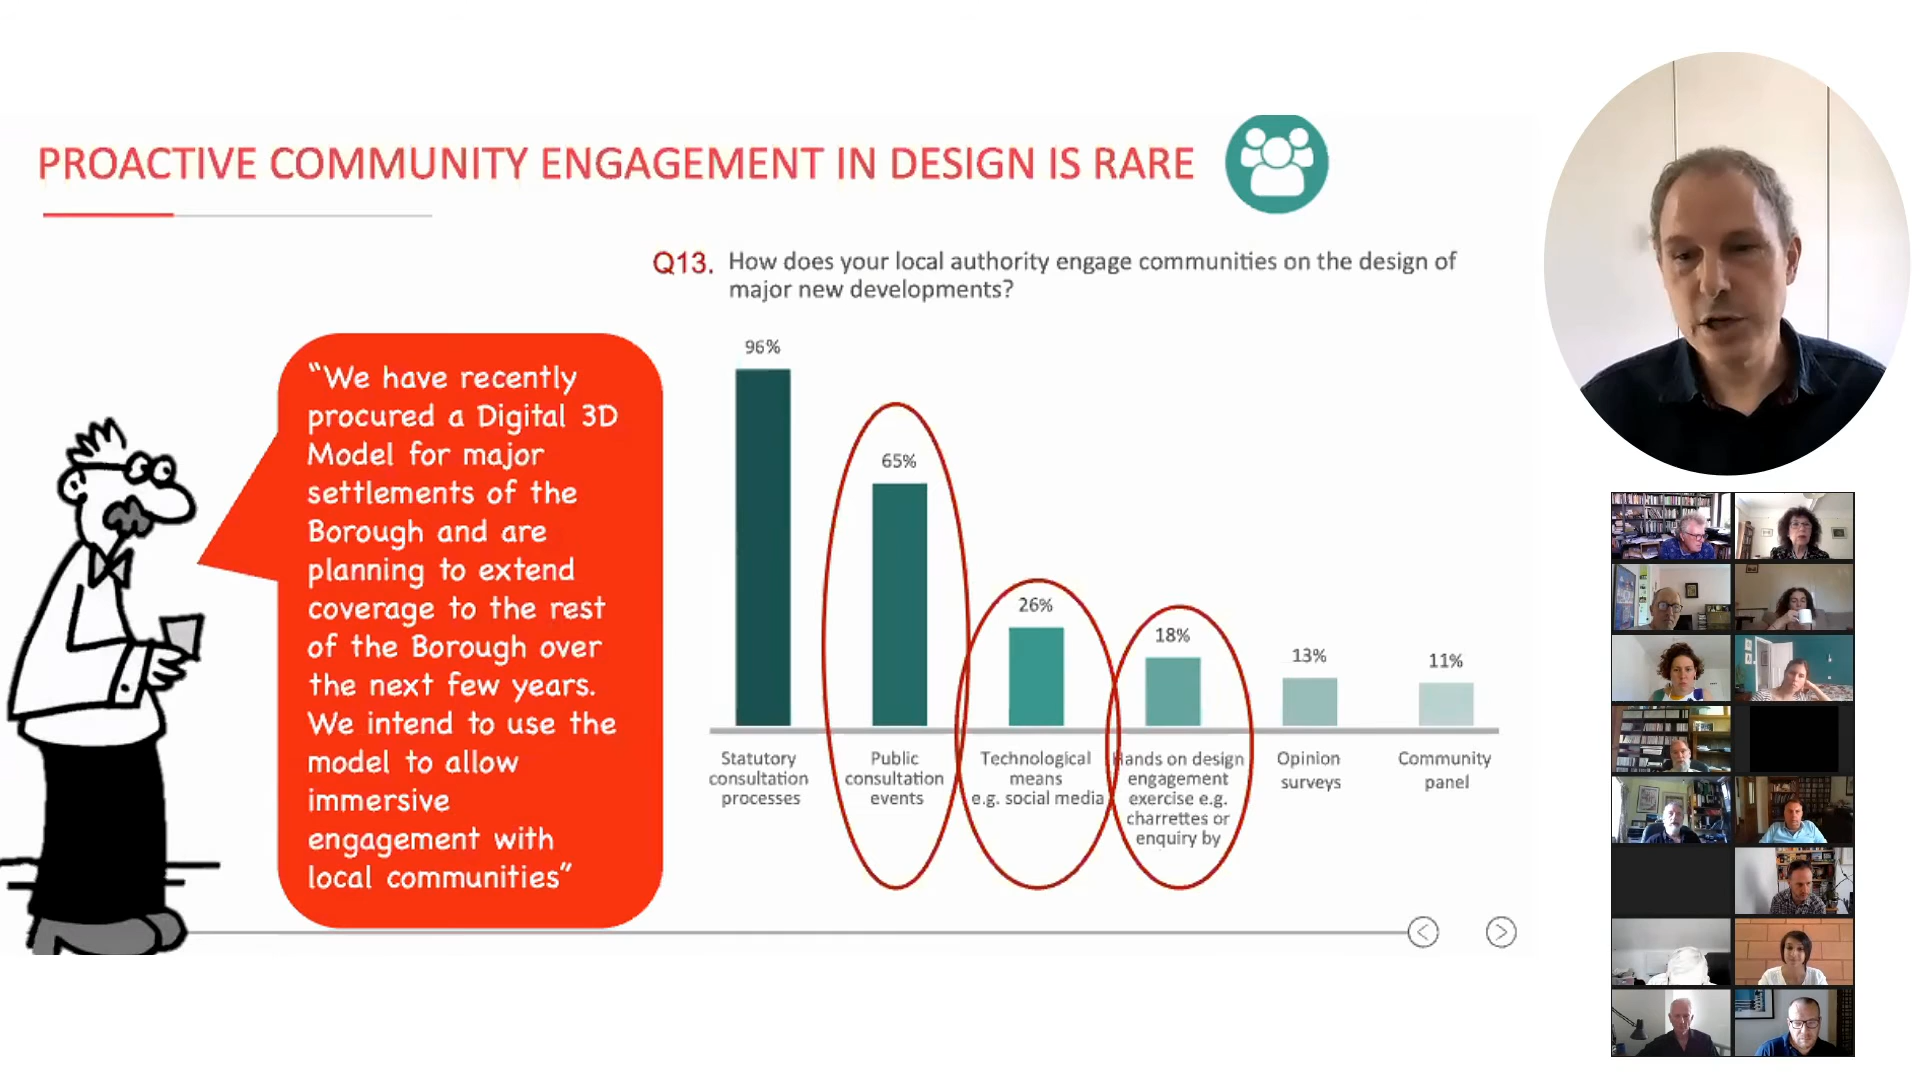 PROACTIVE COMMUNITY ENGAGEMENT IN DESIGN IS RARE
Q13. How does your local authority engage communities on the design of
major new developments?
“We have recently
procured a Digital 3D
Model for major
settlements of the
Borough and are
planning to extend
coverage to the rest
of the Borough over
the next few years.
We intend to use the
model to allow
immersive
engagement with
local communities”
96%
65%
26%
18%
13%
11%
Statutory
consultation
processes
Public
consultation
events
Technological
means
e.g. social media
Hands on design
engagement
exercise e.g.
charrettes or
enquiry by
Opinion
surveys
Community
panel